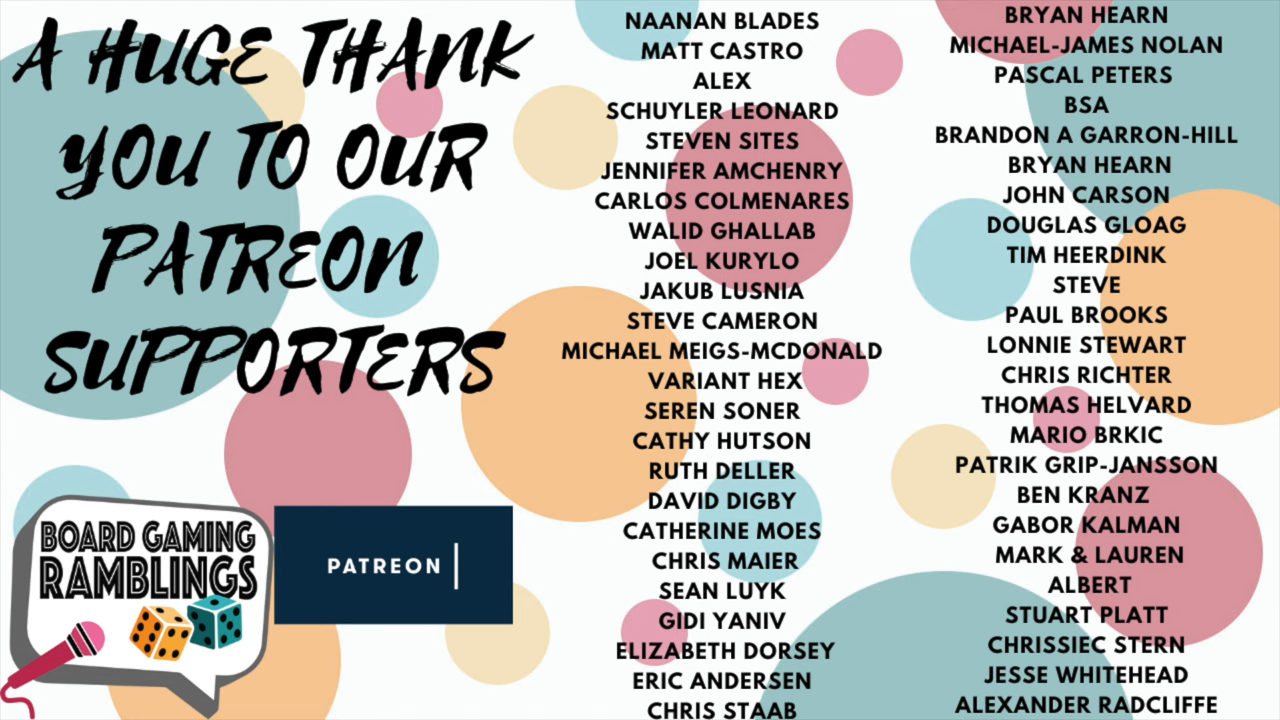 A HUGE THANK
YOU TO OUR
PATREON
SUPPORTERS
BOARD GAMING
RAMBLINGS
PATREON
NAANAN BLADES
MATT CASTRO
ALEX
SCHUYLER LEONARD
STEVEN SITES
JENNIFER AMCHENRY
CARLOS COLMENARES
WALID GHALLAB
JOEL KURYLO
JAKUB LUSNIA
STEVE CAMERON
MICHAEL MEIGS-MCDONALD
VARIANT HEX
SEREN SONER
CATHY HUTSON
RUTH DELLER
DAVID DIGBY
CATHERINE MOES
CHRIS MAIER
SEAN LUYK
GIDI YANIV
ELIZABETH DORSEY
ERIC ANDERSEN
CHRIS STAAB
BRYAN HEARN
MICHAEL-JAMES NOLAN
PASCAL PETERS
BSA
BRANDON A GARRON-HILL
BRYAN HEARN
JOHN CARSON
DOUGLAS GLOAG
TIM HEERDINK
STEVE
PAUL BROOKS
LONNIE STEWART
CHRIS RICHTER
THOMAS HELVARD
MARIO BRKIC
PATRIK GRIP-JANSSON
BEN KRANZ
GABOR KALMAN
MARK & LAUREN
ALBERT
STUART PLATT
CHRISSIEC STERN
JESSE WHITEHEAD
ALEXANDER RADCLIFFE